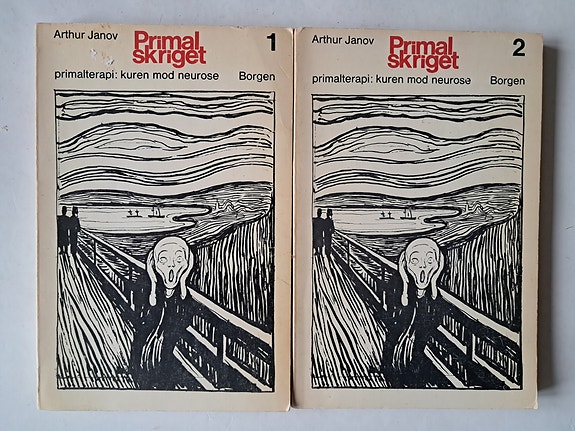 Arthur Janov
Primal
skriget
1
primalterapi: kuren mod neurose
Borgen
Arthur Janov
Primal
skriget
2
primalterapi: kuren mod neurose
Borgen